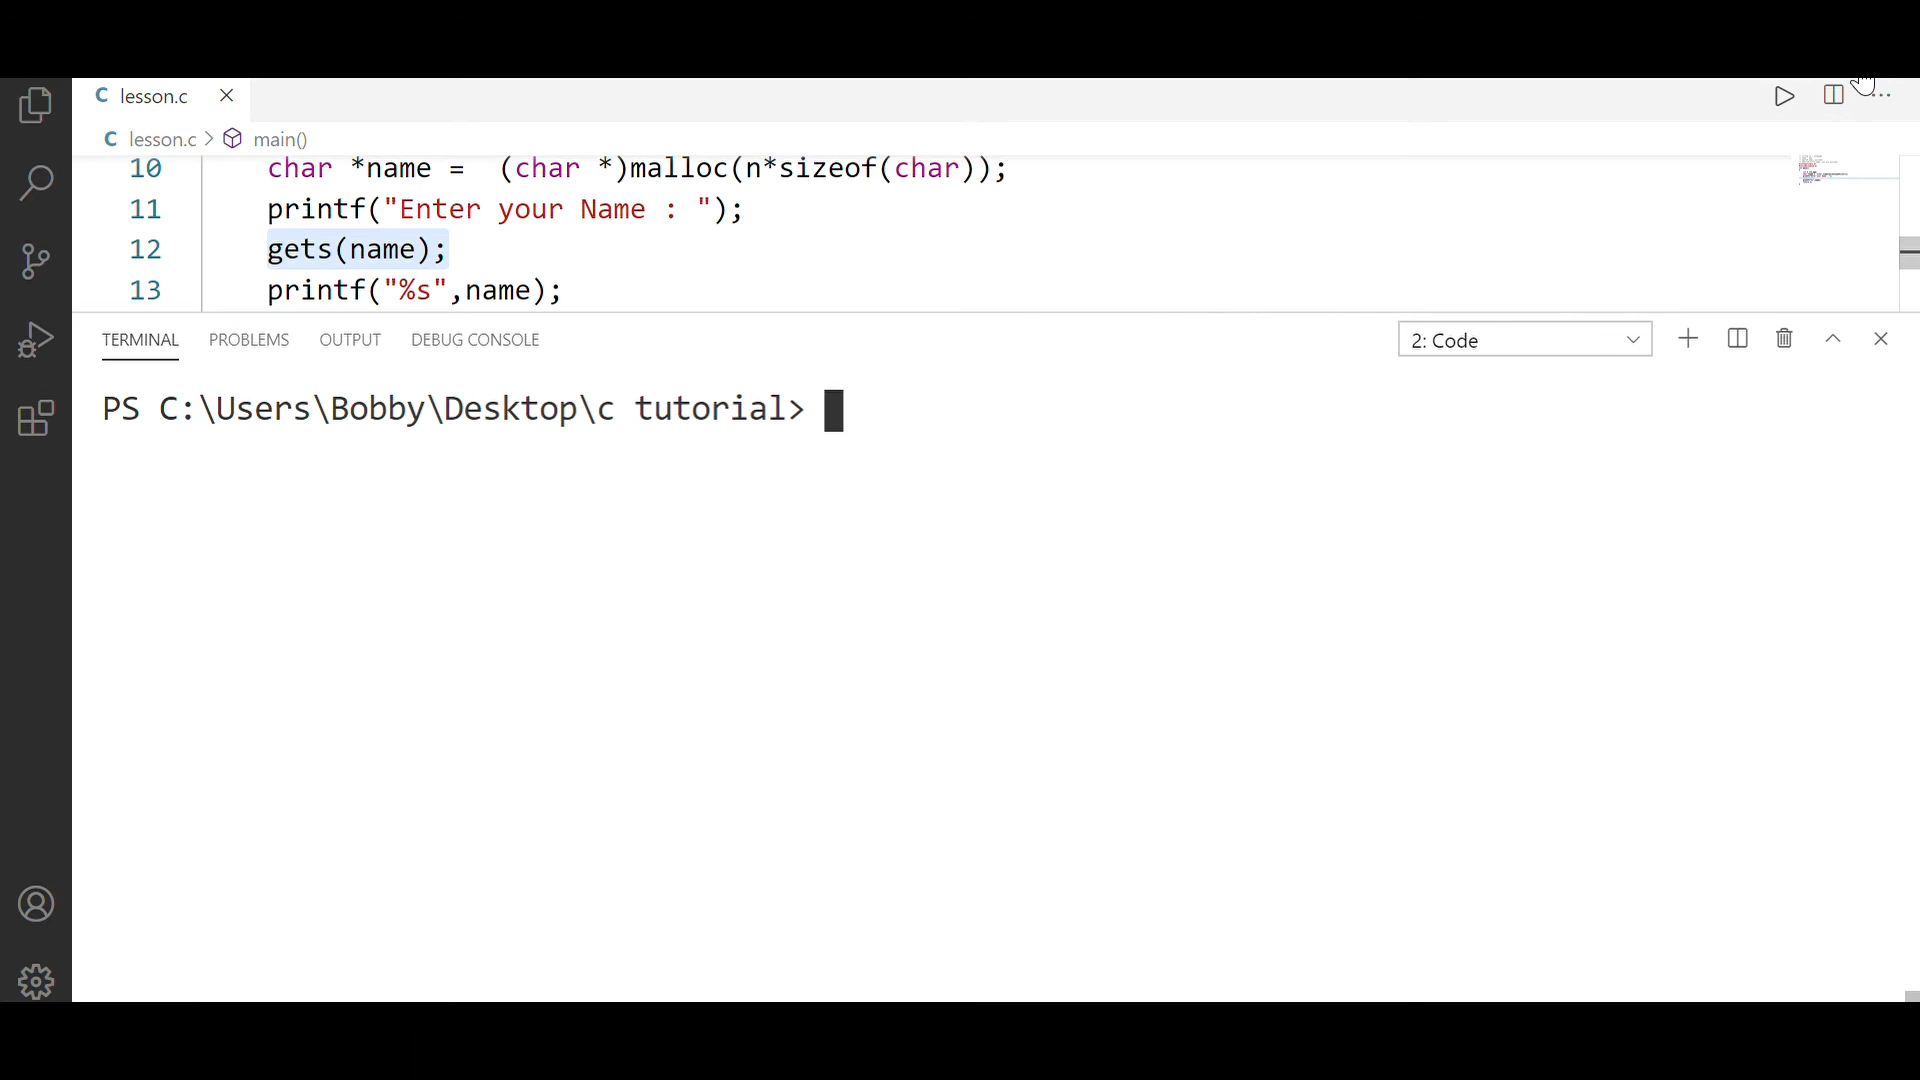 C lesson.c
C lesson.c > main()
10 char *name =  (char *)malloc(n*sizeof(char));
11 printf("Enter your Name : ");
12 gets(name);
13 printf("%s",name);
TERMINAL PROBLEMS OUTPUT DEBUG CONSOLE 2: Code
PS C:\Users\Bobby\Desktop\c tutorial>